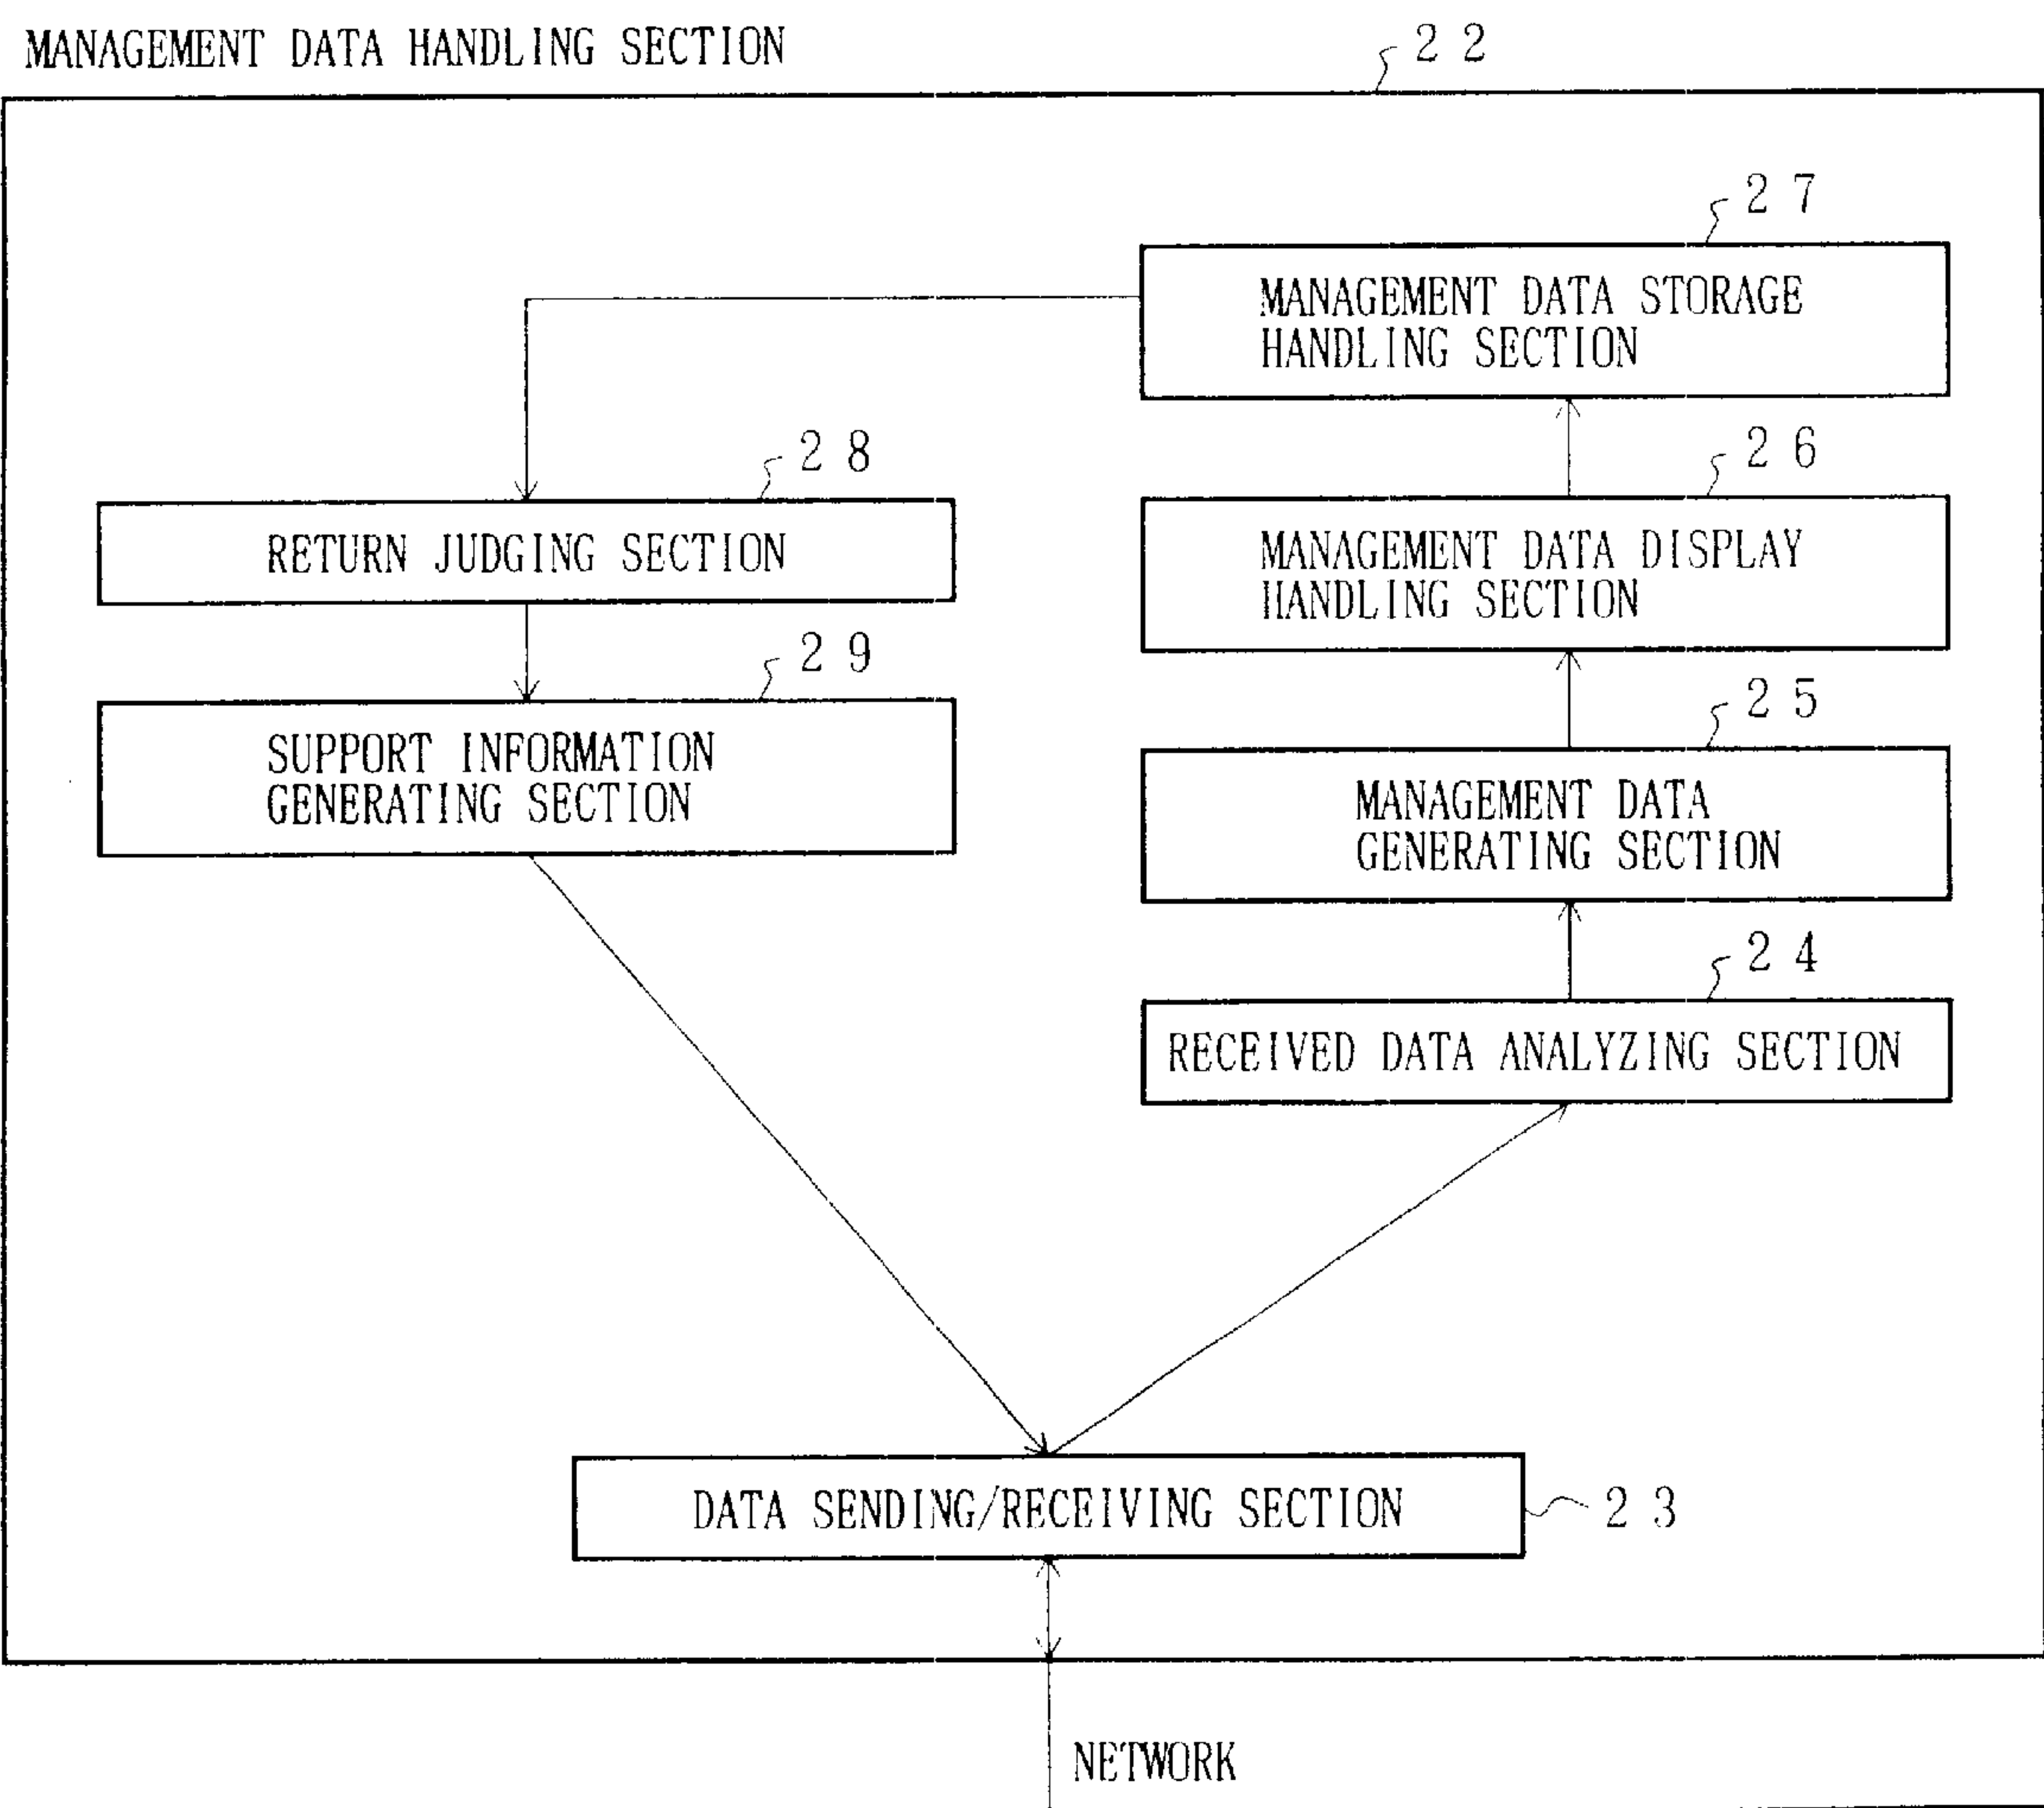 MANAGEMENT DATA HANDLING SECTION
22
27
MANAGEMENT DATA STORAGE
HANDLING SECTION
28
RETURN JUDGING SECTION
26
MANAGEMENT DATA DISPLAY
HANDLING SECTION
29
SUPPORT INFORMATION
GENERATING SECTION
25
MANAGEMENT DATA
GENERATING SECTION
24
RECEIVED DATA ANALYZING SECTION
DATA SENDING/RECEIVING SECTION
23
NETWORK